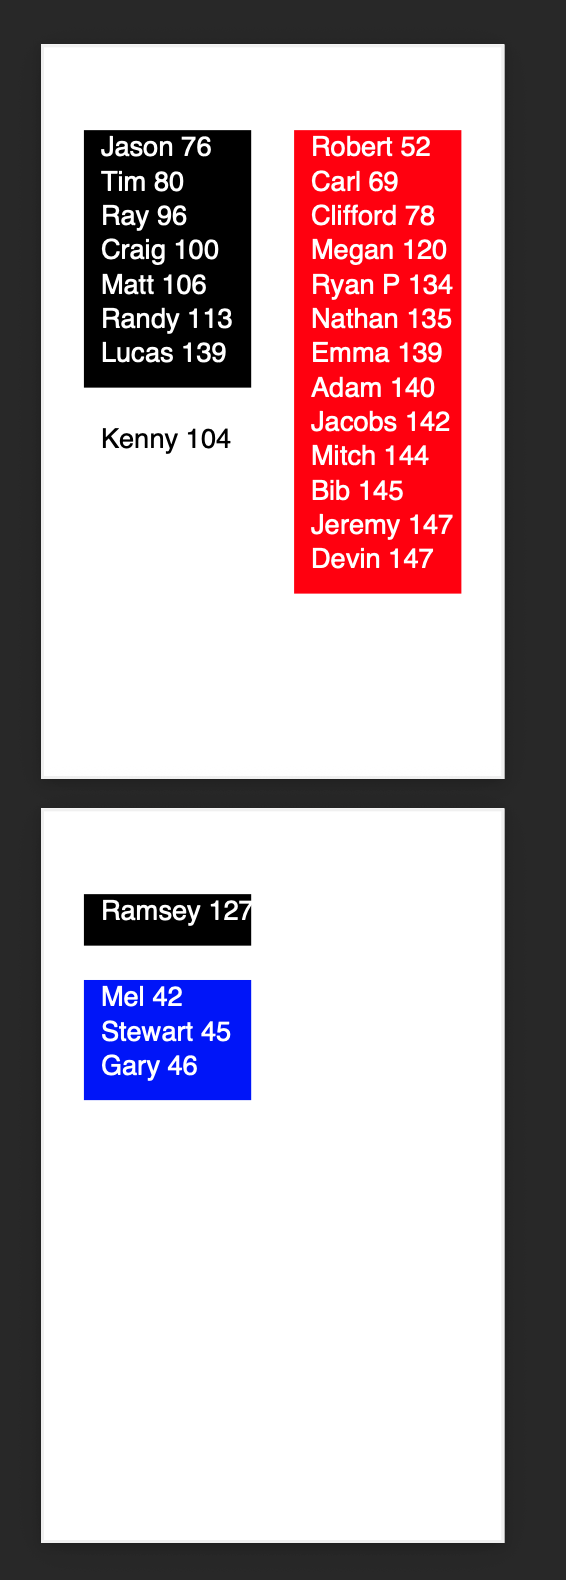 Jason 76
Tim 80
Ray 96
Craig 100
Matt 106
Randy 113
Lucas 139
Kenny 104
Robert 52
Carl 69
Clifford 78
Megan 120
Ryan P 134
Nathan 135
Emma 139
Adam 140
Jacobs 142
Mitch 144
Bib 145
Jeremy 147
Devin 147
Ramsey 127
Mel 42
Stewart 45
Gary 46